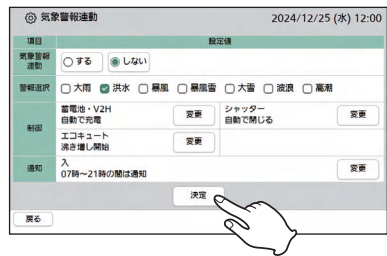 気象警報連動 2024/12/25 (水) 12:00
項目 設定値
気象警報連動 する しない
警報選択 大雨 洪水 暴風 暴風雪 大雪 波浪 高潮
制御
蓄電池・V2H
自動で充電 変更
シャッター
自動で閉じる 変更
エコキュート
沸き増し開始 変更
通知
入
07時～21時の間は通知 変更
決定
戻る